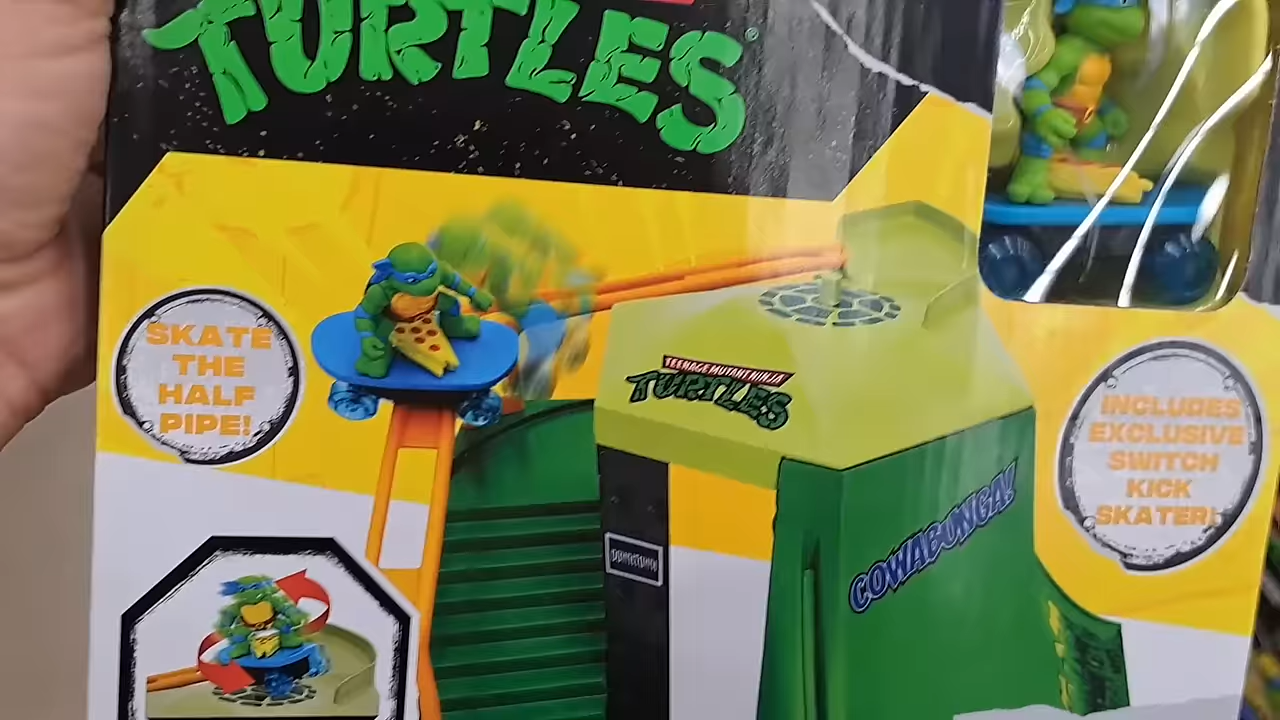 TURTLES
SKATE
THE
HALF
PIPE!
TEENAGE MUTANT NINJA
TURTLES
COWABUNGA!
INCLUDES
EXCLUSIVE
SWITCH
KICK
SKATER!